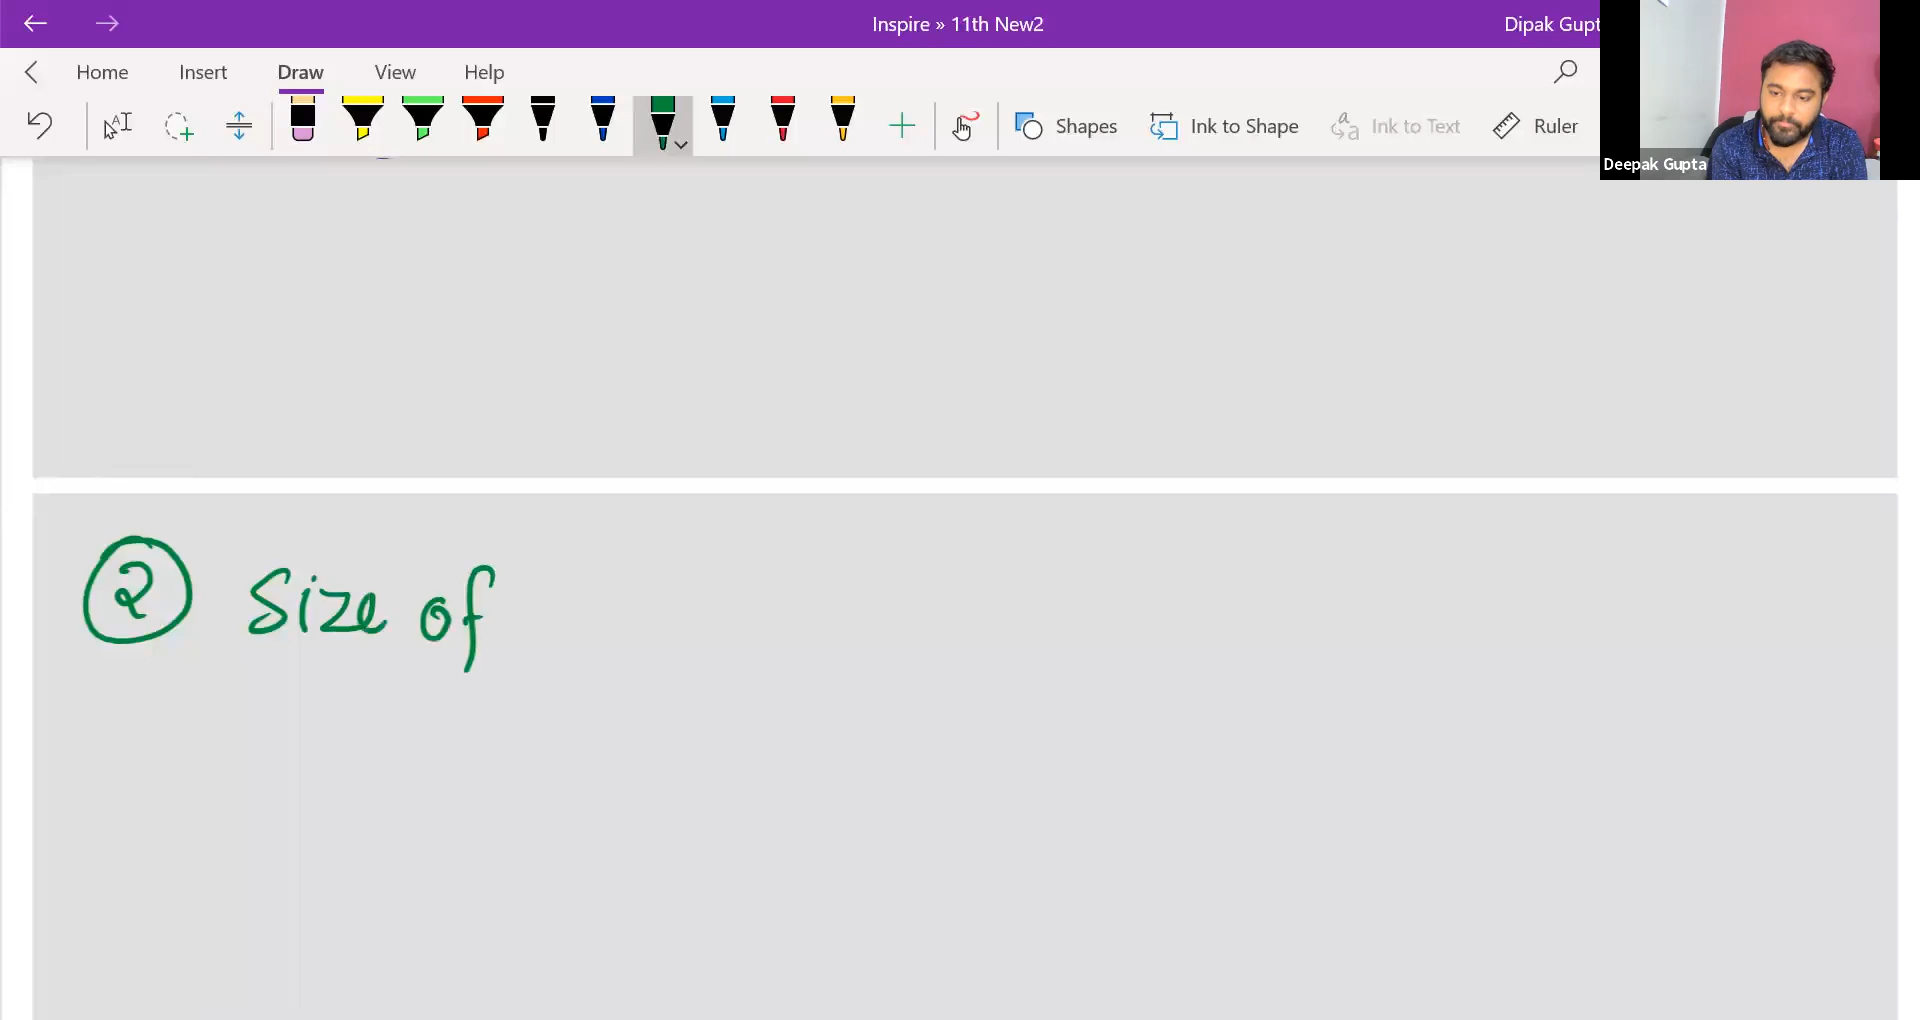 Inspire » 11th New2
Dipak Gupt
Home Insert Draw View Help
Shapes Ink to Shape Ink to Text Ruler
Deepak Gupta
2 Size of